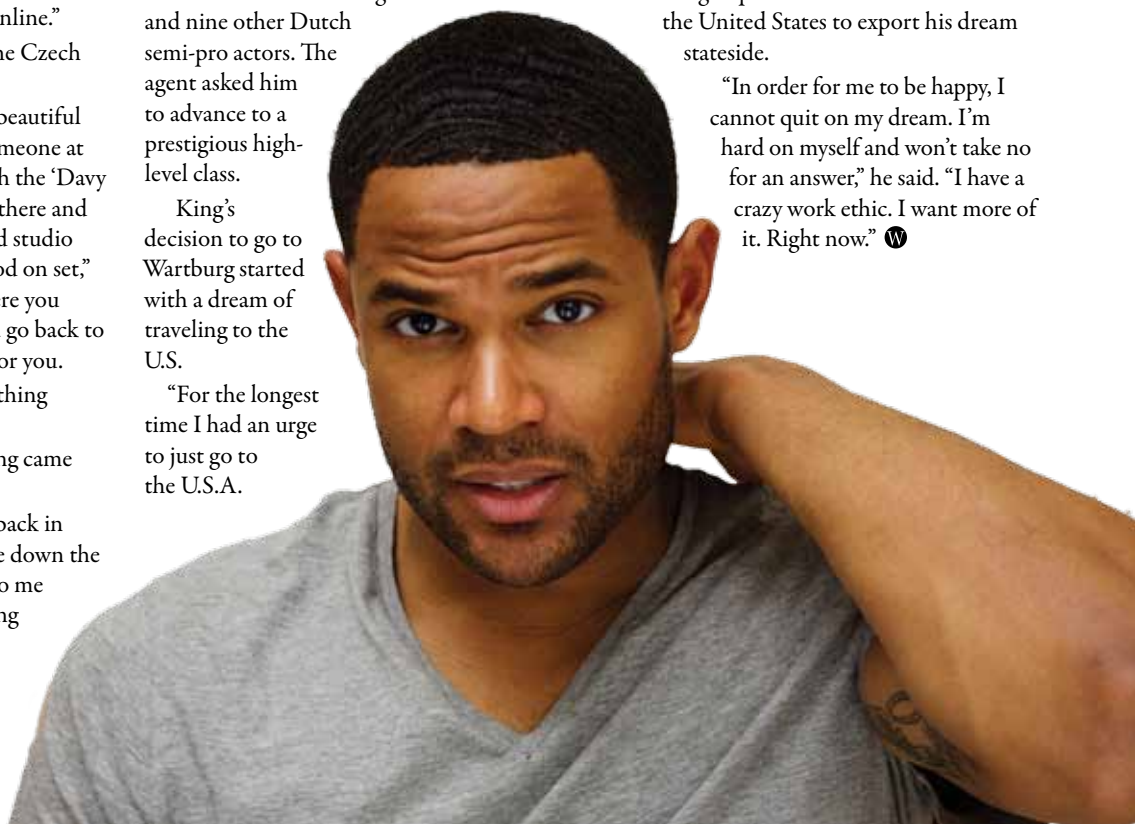 nline.”
ne Czech
beautiful
meone at
h the ‘Davy
there and
d studio
od on set,”
ere you
go back to
or you.
thing
ng came
back in
e down the
o me
ng
and nine other Dutch
semi-pro actors. The
agent asked him
to advance to a
prestigious high-
level class.
King’s
decision to go to
Wartburg started
with a dream of
traveling to the
U.S.
“For the longest
time I had an urge
to just go to
the U.S.A.
the United States to export his dream
stateside.
“In order for me to be happy, I
cannot quit on my dream. I’m
hard on myself and won’t take no
for an answer,” he said. “I have a
crazy work ethic. I want more of
it. Right now.” W